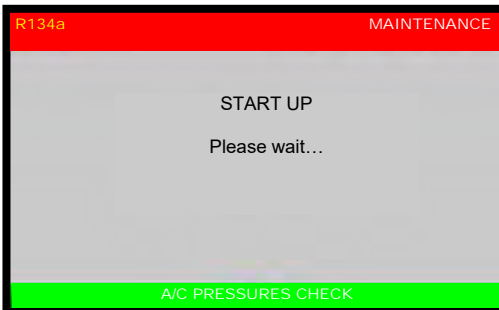 R134a MAINTENANCE
START UP
Please wait…
A/C PRESSURES CHECK